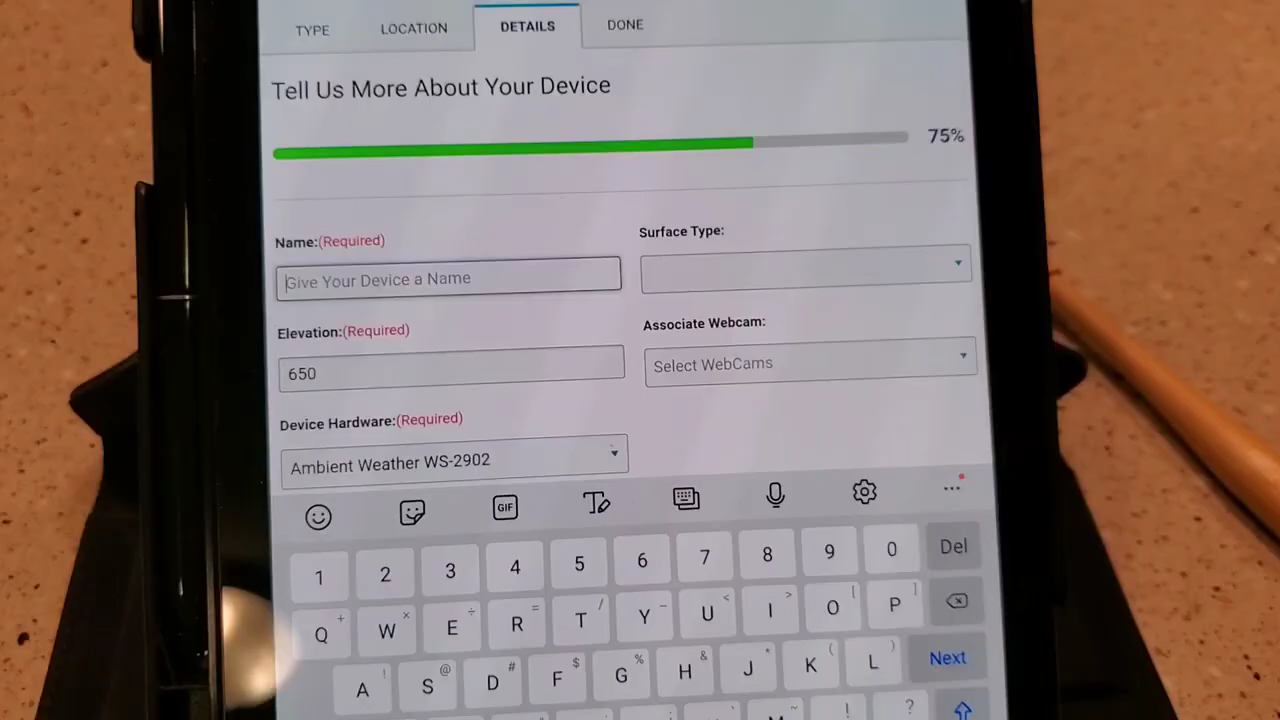 TYPE LOCATION DETAILS DONE
Tell Us More About Your Device
75%
Name:(Required) Surface Type:
Give Your Device a Name
Elevation:(Required) Associate Webcam:
650 Select WebCams
Device Hardware:(Required)
Ambient Weather WS-2902
GIF
1 2 3 4 5 6 7 8 9 0 Del
Q + W × E ÷ R = T / Y _ U < I > O [ P ]
A ! S @ D # F $ G % H & J * K ( L ) Next
M ~ ! ?